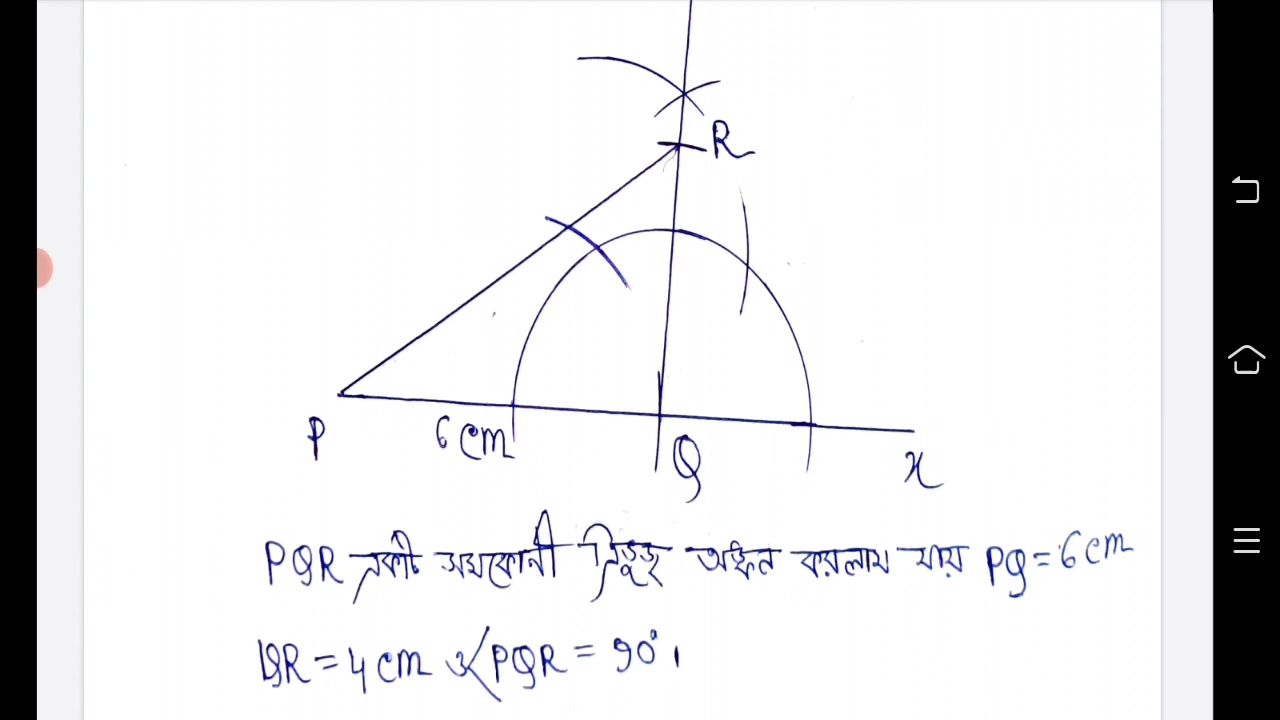 R
P
6 cm
Q
x
PQR একটি সমকোনী ত্রিভুজ অঙ্কন করলাম যার PQ = 6 cm
QR = 4 cm ও ∠PQR = 90° ।